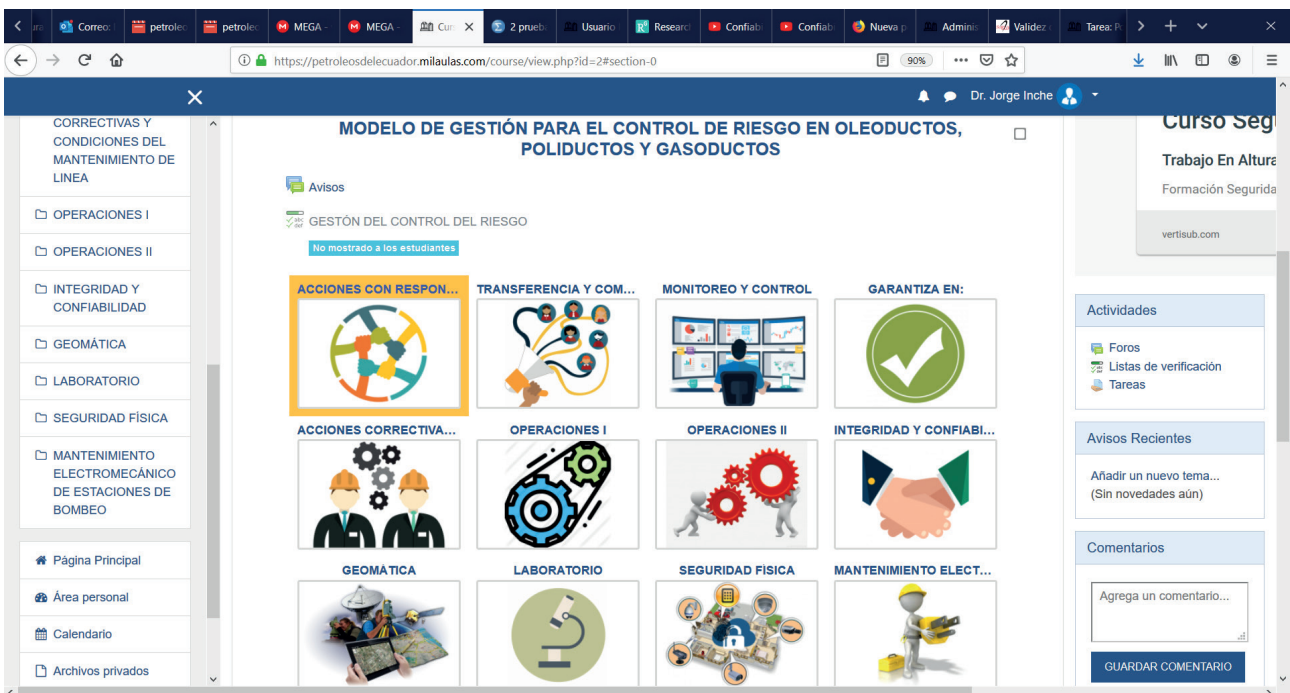 Correo:
petroleo
petroleo
MEGA -
MEGA -
Cur
2 prueb
Usuario
Researc
Confiab
Confiab
Nueva p
Adminis
Validez
Tarea: P
https://petroleosdelecuador.milaulas.com/course/view.php?id=2#section-0
90%
Dr. Jorge Inche
CORRECTIVAS Y
CONDICIONES DEL
MANTENIMIENTO DE
LINEA
OPERACIONES I
OPERACIONES II
INTEGRIDAD Y
CONFIABILIDAD
GEOMÁTICA
LABORATORIO
SEGURIDAD FÍSICA
MANTENIMIENTO
ELECTROMECÁNICO
DE ESTACIONES DE
BOMBEO
Página Principal
Área personal
Calendario
Archivos privados
MODELO DE GESTIÓN PARA EL CONTROL DE RIESGO EN OLEODUCTOS,
POLIDUCTOS Y GASODUCTOS
Avisos
GESTÓN DEL CONTROL DEL RIESGO
No mostrado a los estudiantes
ACCIONES CON RESPON...
TRANSFERENCIA Y COM...
MONITOREO Y CONTROL
GARANTIZA EN:
ACCIONES CORRECTIVA...
OPERACIONES I
OPERACIONES II
INTEGRIDAD Y CONFIABI...
GEOMÁTICA
LABORATORIO
SEGURIDAD FÍSICA
MANTENIMIENTO ELECT...
Curso Seg
Trabajo En Altura
Formación Segurida
vertisub.com
Actividades
Foros
Listas de verificación
Tareas
Avisos Recientes
Añadir un nuevo tema...
(Sin novedades aún)
Comentarios
Agrega un comentario...
GUARDAR COMENTARIO